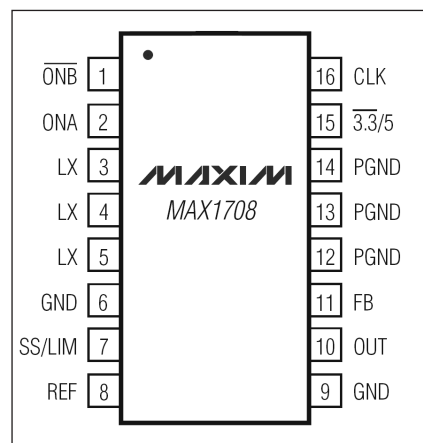 O̅N̅B̅ 1 16 CLK
ONA 2 15 3̅.3̅/5
LX 3 14 PGND
MAXIM
LX 4 MAX1708 13 PGND
LX 5 12 PGND
GND 6 11 FB
SS/LIM 7 10 OUT
REF 8 9 GND